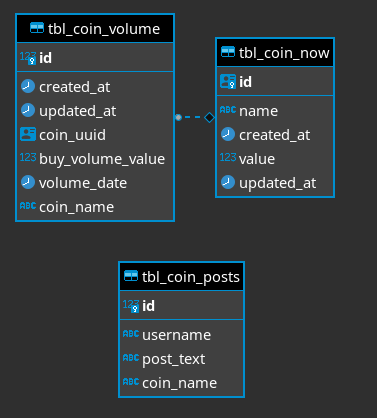 tbl_coin_volume
123 id
created_at
updated_at
coin_uuid
123 buy_volume_value
volume_date
ABC coin_name
tbl_coin_now
id
ABC name
created_at
123 value
updated_at
tbl_coin_posts
123 id
ABC username
ABC post_text
ABC coin_name